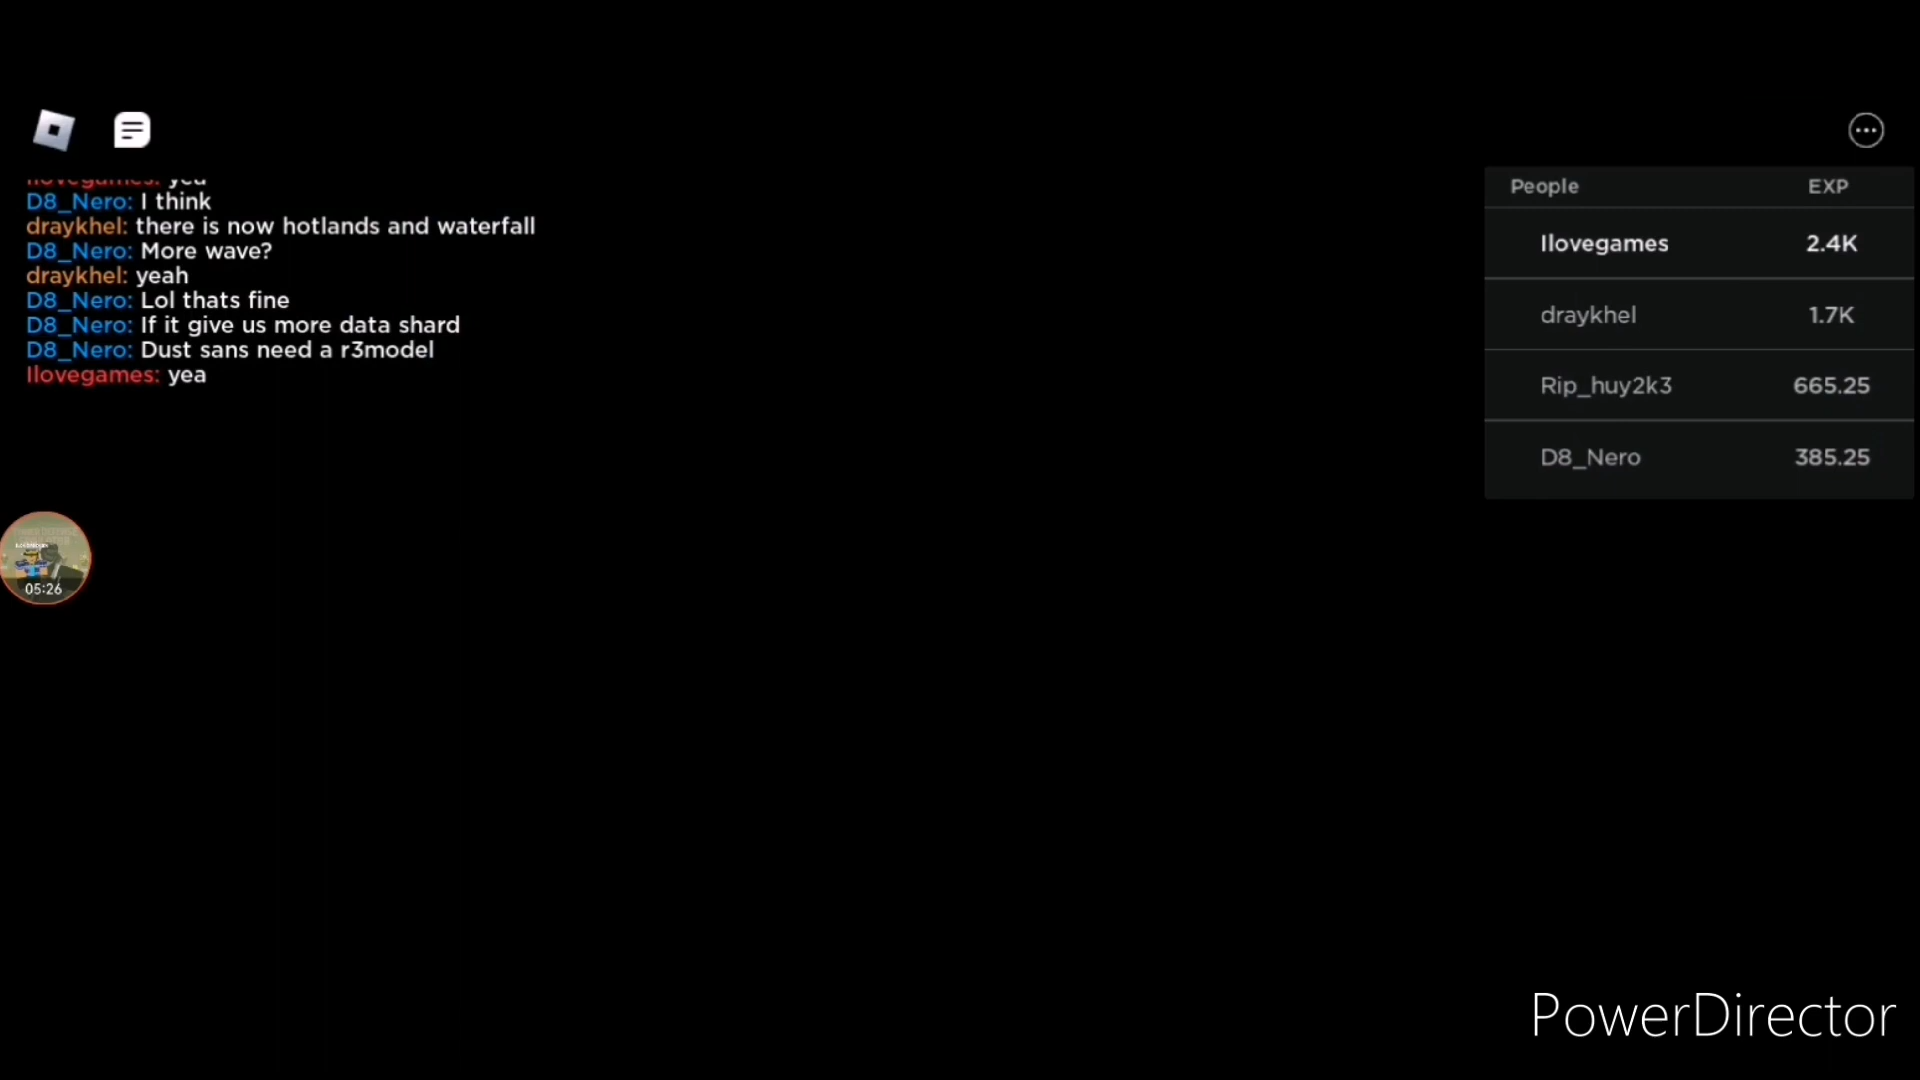 Ilovegames: yea
D8_Nero: I think
draykhel: there is now hotlands and waterfall
D8_Nero: More wave?
draykhel: yeah
D8_Nero: Lol thats fine
D8_Nero: If it give us more data shard
D8_Nero: Dust sans need a r3model
Ilovegames: yea
People EXP
Ilovegames 2.4K
draykhel 1.7K
Rip_huy2k3 665.25
D8_Nero 385.25
05:26
PowerDirector